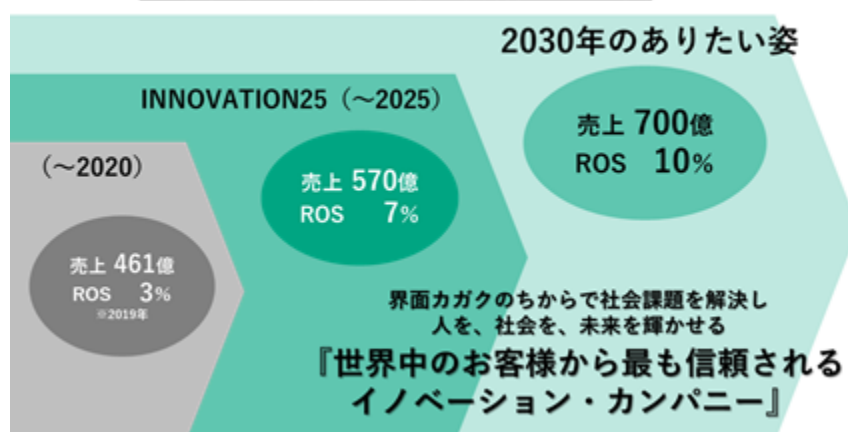 2030年のありたい姿
売上 700億
ROS 10%
INNOVATION25（～2025）
売上 570億
ROS 7%
（～2020）
売上 461億
ROS 3%
※2019年
界面カガクのちからで社会課題を解決し
人を、社会を、未来を輝かせる
『世界中のお客様から最も信頼される
イノベーション・カンパニー』